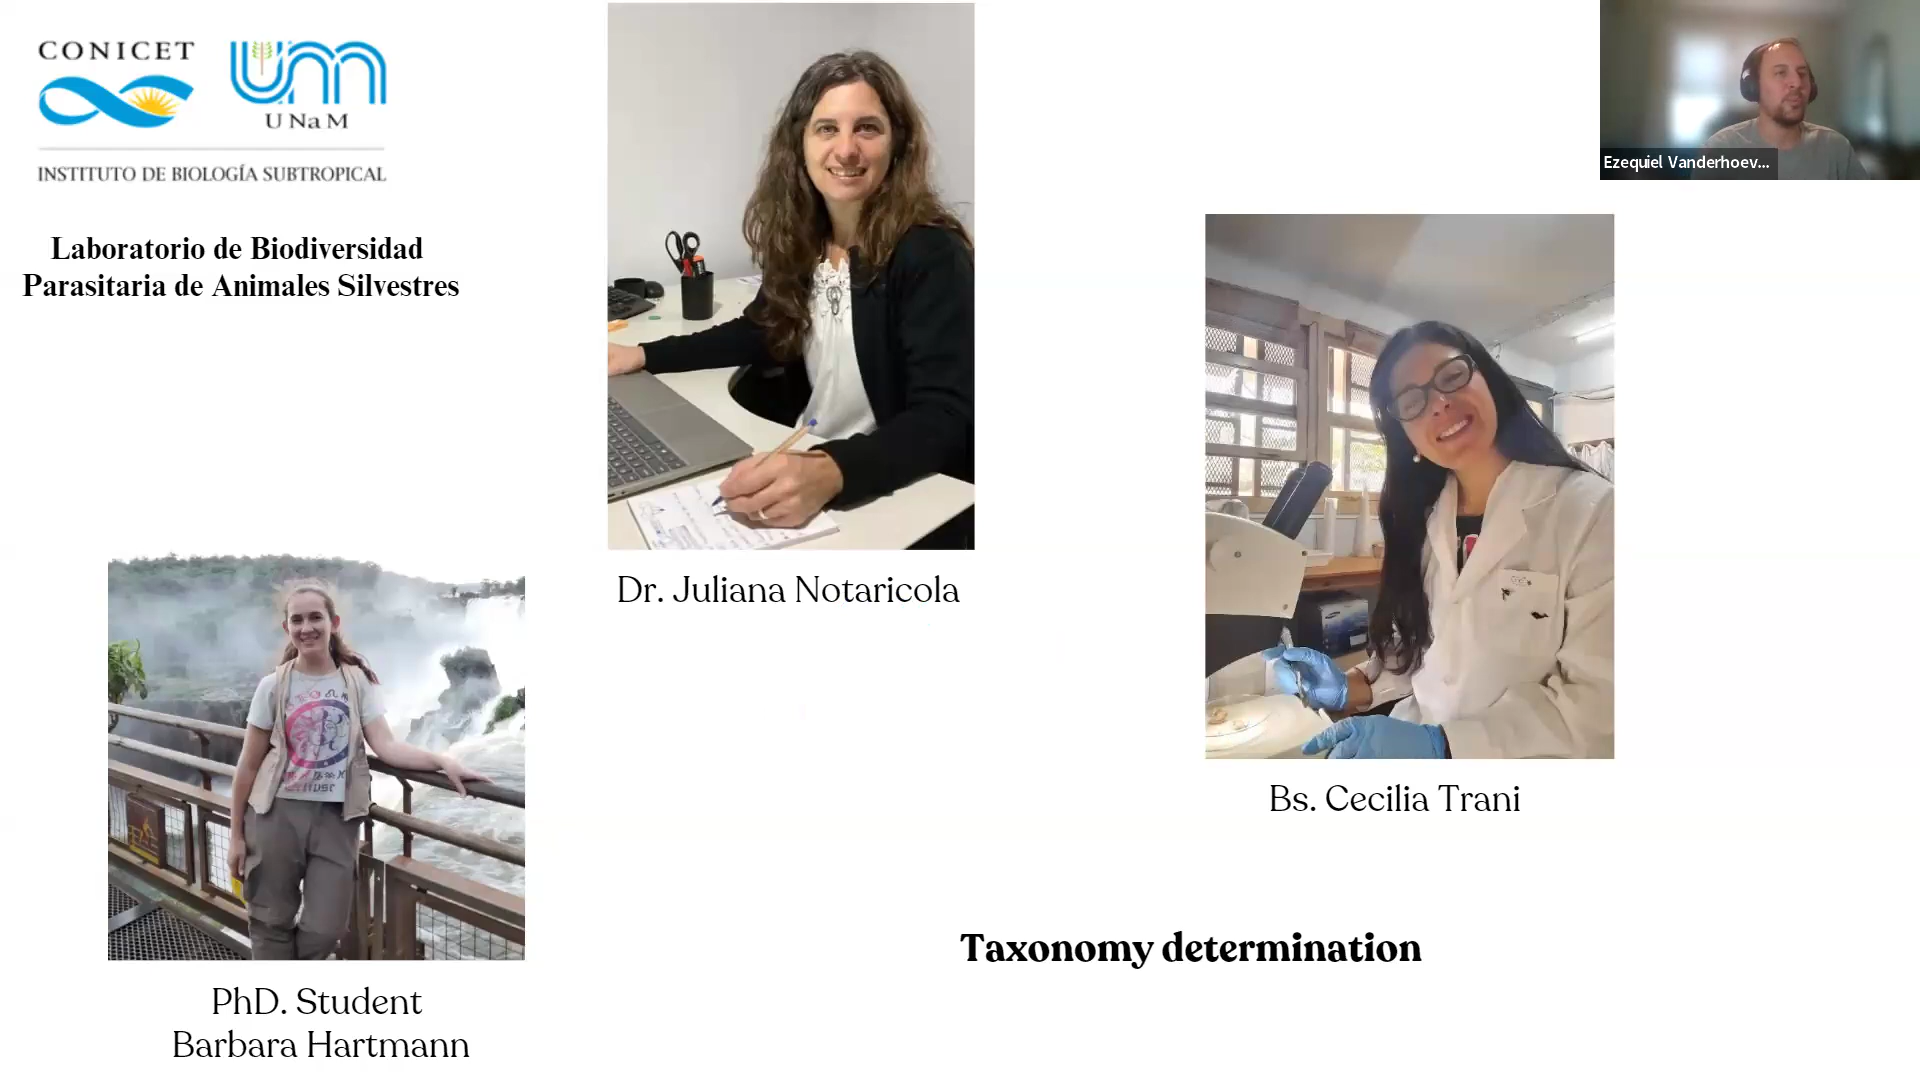 CONICET
UNaM
INSTITUTO DE BIOLOGÍA SUBTROPICAL
Laboratorio de Biodiversidad
Parasitaria de Animales Silvestres
Ezequiel Vanderhoev...
Dr. Juliana Notaricola
Bs. Cecilia Trani
Taxonomy determination
PhD. Student
Barbara Hartmann